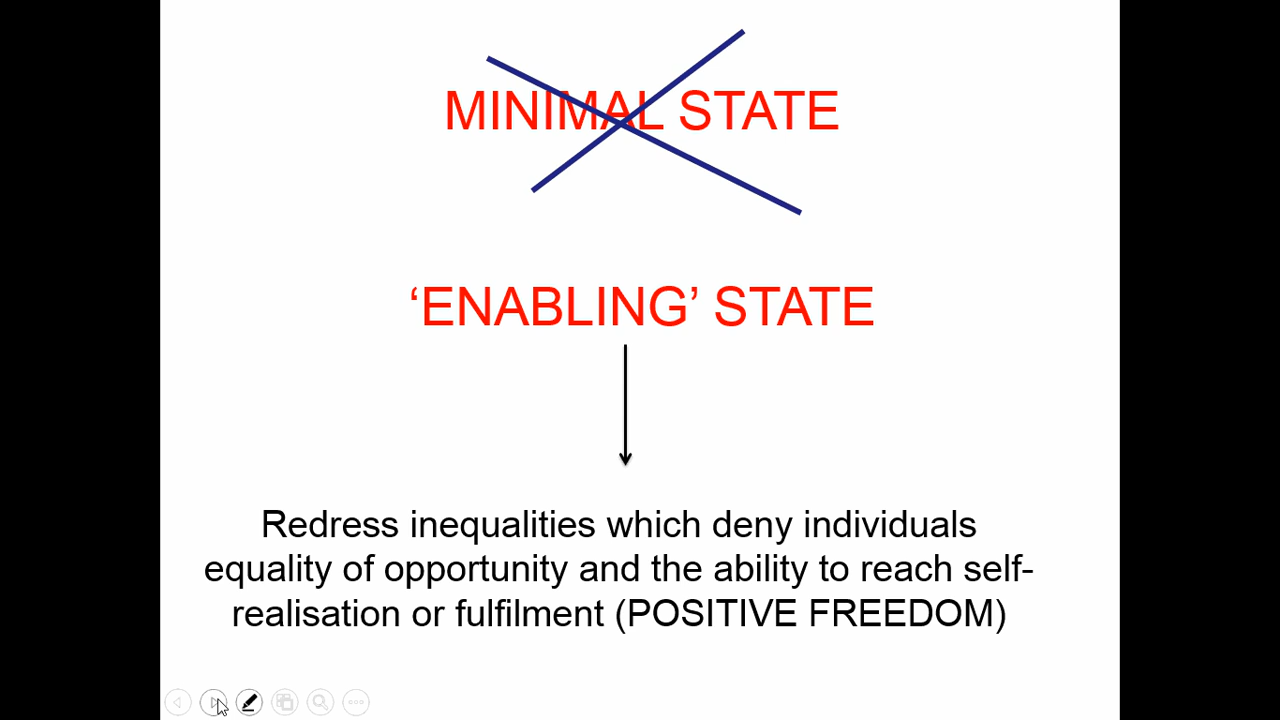 MINIMAL STATE
‘ENABLING’ STATE
Redress inequalities which deny individuals
equality of opportunity and the ability to reach self-
realisation or fulfilment (POSITIVE FREEDOM)